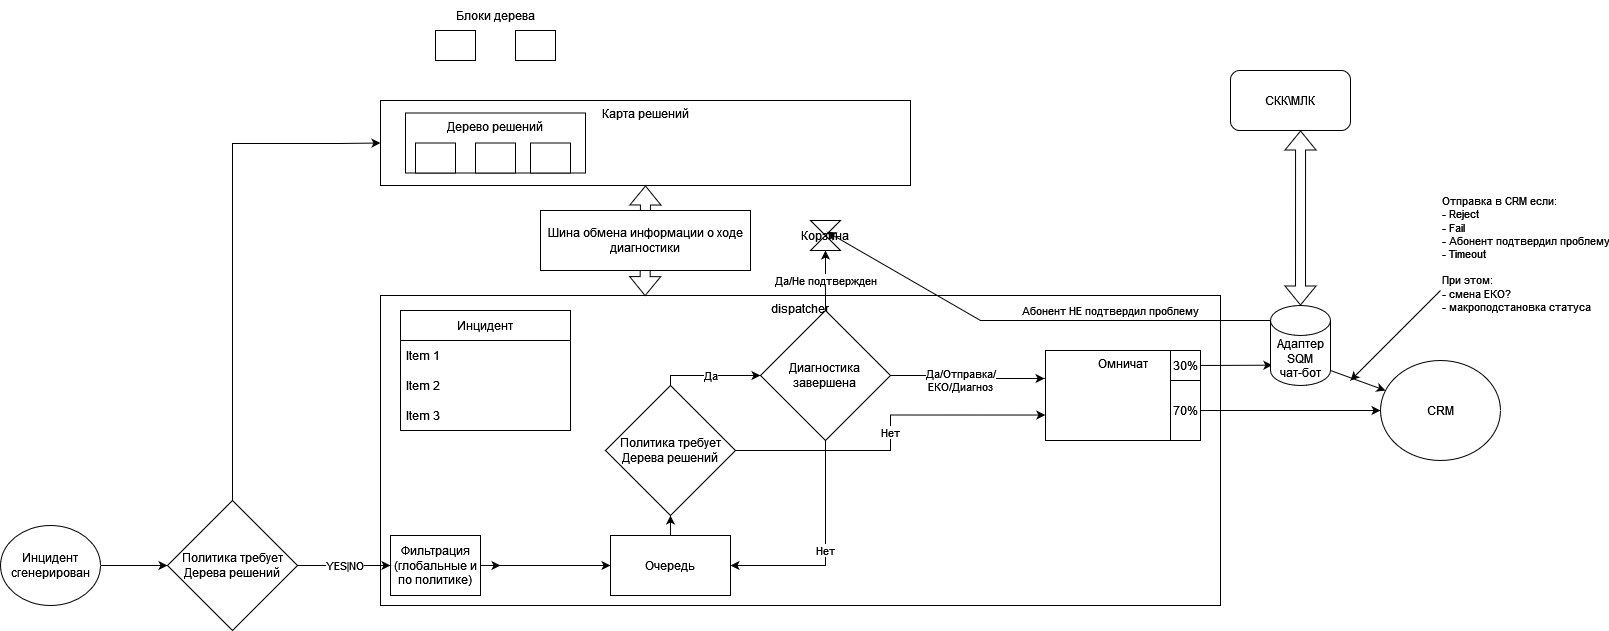 Блоки дерева
Карта решений
Дерево решений
СКК\МЛК
Шина обмена информации о ходе
диагностики
Корзина
Да/Не подтвержден
Отправка в CRM если:
- Reject
- Fail
- Абонент подтвердил проблему
- Timeout
При этом:
- смена ЕКО?
- макроподстановка статуса
dispatcher
Абонент НЕ подтвердил проблему
Инцидент
Item 1
Item 2
Item 3
Диагностика
завершена
Да
Да/Отправка/
ЕКО/Диагноз
Омничат
30%
70%
Адаптер
SQM
чат-бот
CRM
Нет
Политика требует
Дерева решений
Инцидент
сгенерирован
Политика требует
Дерева решений
YES|NO
Фильтрация
(глобальные и
по политике)
Очередь
Нет